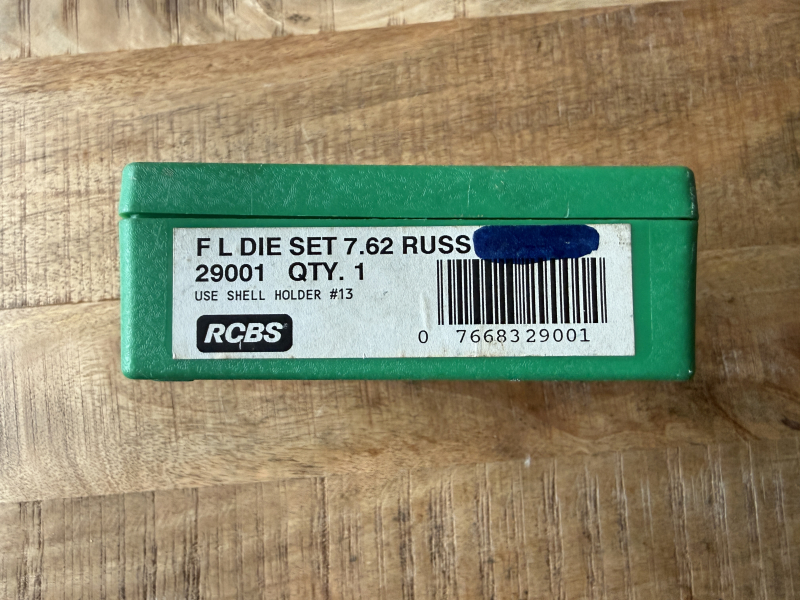 F L DIE SET 7.62 RUSS
29001 QTY. 1
USE SHELL HOLDER #13
RCBS
0 76683 29001